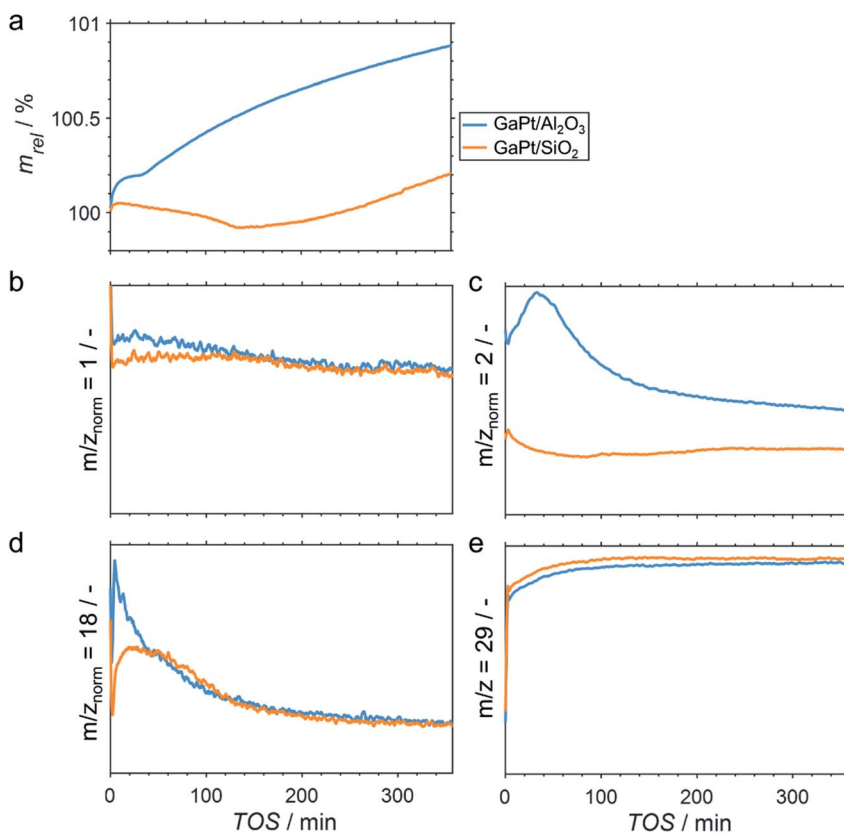 a
101
100.5
100
m_rel / %
GaPt/Al₂O₃
GaPt/SiO₂
b
m/z_norm = 1 / -
c
m/z_norm = 2 / -
d
m/z_norm = 18 / -
0
100
200
300
TOS / min
e
m/z = 29 / -
0
100
200
300
TOS / min